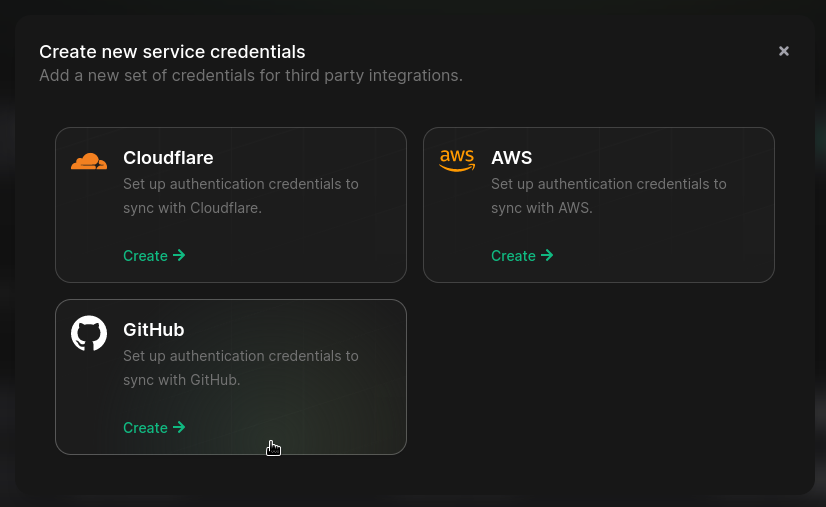 Create new service credentials
Add a new set of credentials for third party integrations.
Cloudflare
Set up authentication credentials to
sync with Cloudflare.
Create
aws
AWS
Set up authentication credentials to
sync with AWS.
Create
GitHub
Set up authentication credentials to
sync with GitHub.
Create